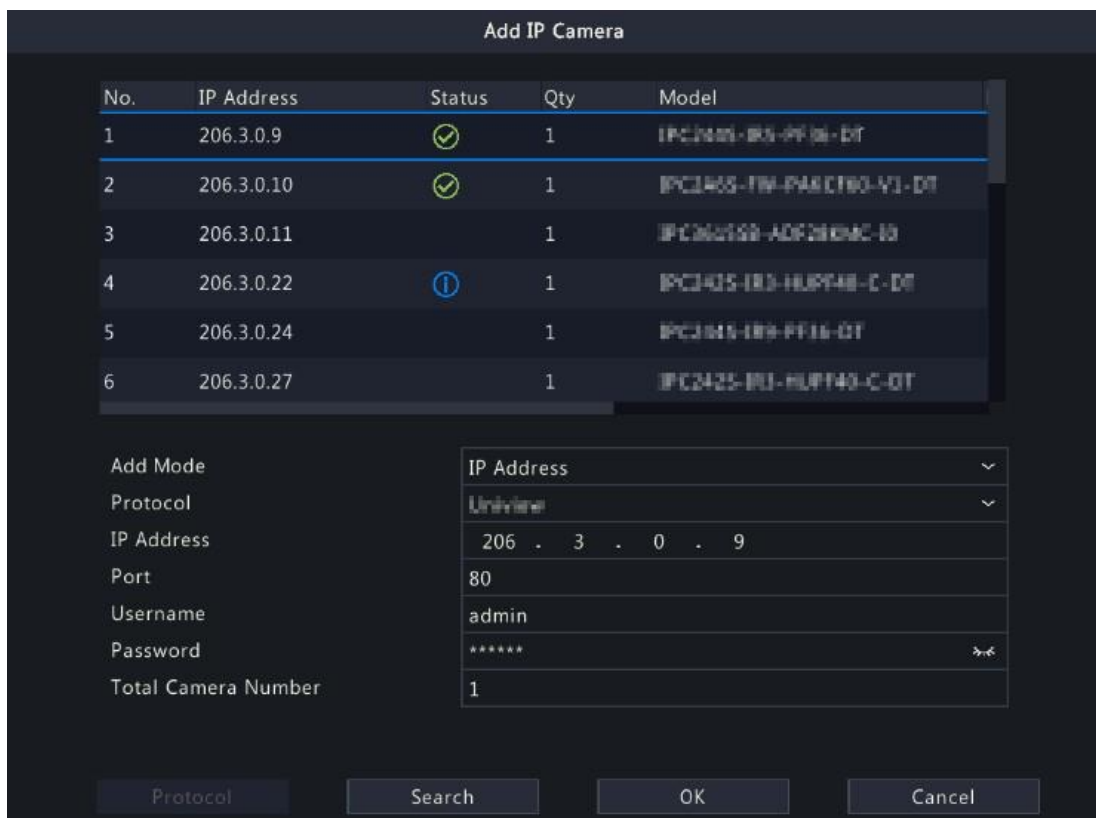 Add IP Camera
No. IP Address Status Qty Model
1 206.3.0.9 1
2 206.3.0.10 1
3 206.3.0.11 1
4 206.3.0.22 1
5 206.3.0.24 1
6 206.3.0.27 1
Add Mode IP Address
Protocol
IP Address 206 . 3 . 0 . 9
Port 80
Username admin
Password ******
Total Camera Number 1
Protocol Search OK Cancel